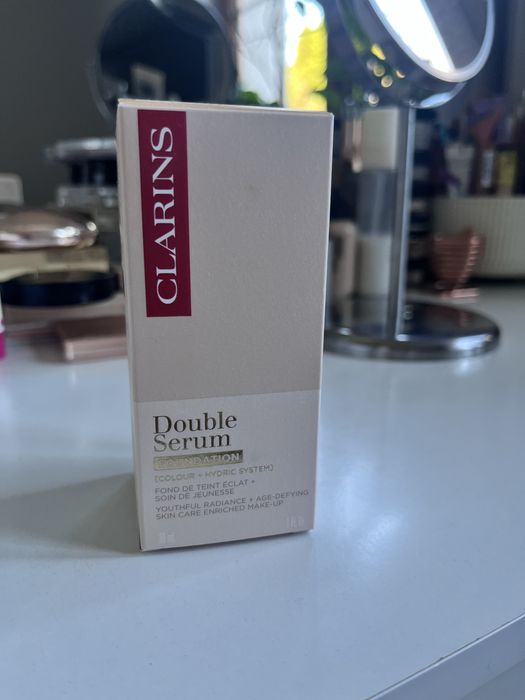 CLARINS
Double
Serum
FOUNDATION
[COLOUR + HYDRIC SYSTEM]
FOND DE TEINT ÉCLAT +
SOIN DE JEUNESSE
YOUTHFUL RADIANCE + AGE-DEFYING
SKIN CARE ENRICHED MAKE-UP